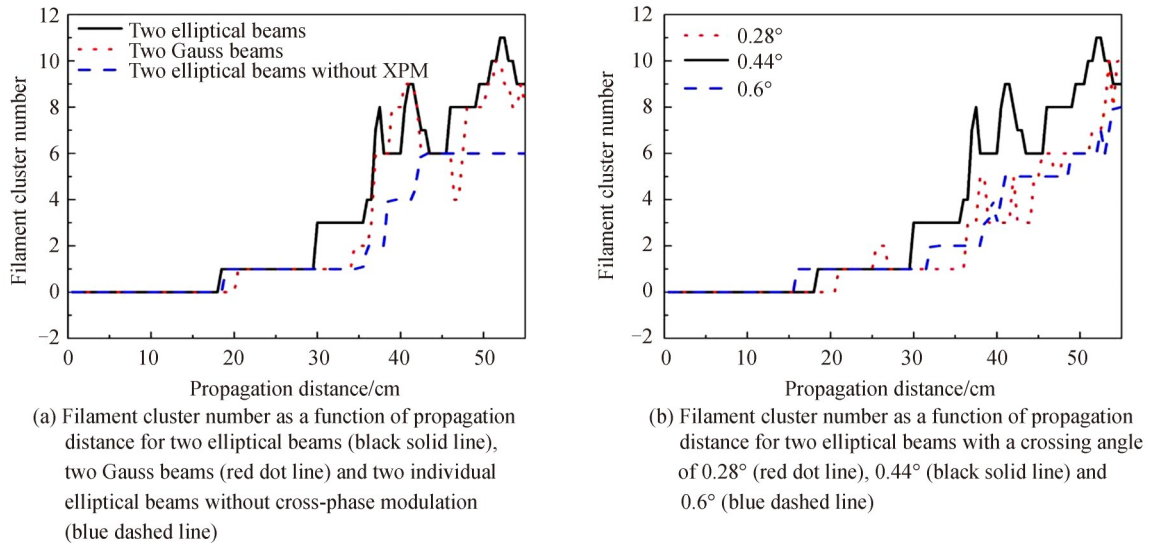 12
10
8
6
4
2
0
−2
Filament cluster number
Two elliptical beams
Two Gauss beams
Two elliptical beams without XPM
0
10
20
30
40
50
Propagation distance/cm
(a) Filament cluster number as a function of propagation
distance for two elliptical beams (black solid line),
two Gauss beams (red dot line) and two individual
elliptical beams without cross-phase modulation
(blue dashed line)
12
10
8
6
4
2
0
−2
Filament cluster number
0.28°
0.44°
0.6°
0
10
20
30
40
50
Propagation distance/cm
(b) Filament cluster number as a function of propagation
distance for two elliptical beams with a crossing angle
of 0.28° (red dot line), 0.44° (black solid line) and
0.6° (blue dashed line)